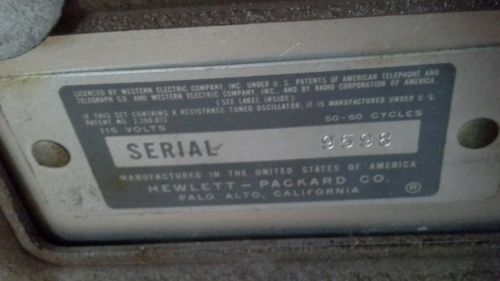 LICENSED BY WESTERN ELECTRIC COMPANY, INC. UNDER U. S. PATENTS OF AMERICAN TELEPHONE AND
TELEGRAPH CO. AND WESTERN ELECTRIC COMPANY, INC. AND BY RADIO CORPORATION OF AMERICA.
(SEE LABEL INSIDE)
IF THIS SET CONTAINS A RESISTANCE TUNED OSCILLATOR, IT IS MANUFACTURED UNDER U.S.
PATENT NO. 2,268,872
115 VOLTS 50-60 CYCLES
SERIAL 9598
MANUFACTURED IN THE UNITED STATES OF AMERICA
HEWLETT-PACKARD CO. ®
PALO ALTO, CALIFORNIA